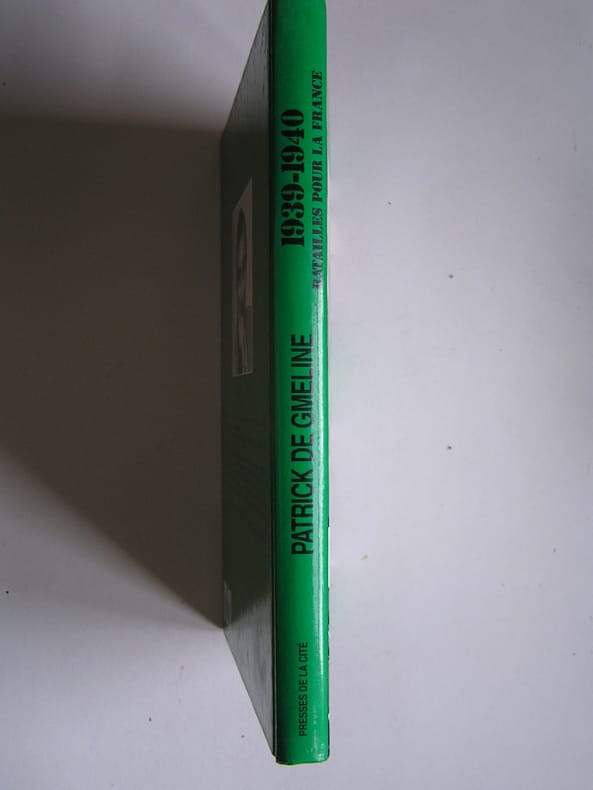 PRESSES DE LA CITÉ
PATRICK DE GMELINE
1939-1940
BATAILLES POUR LA FRANCE